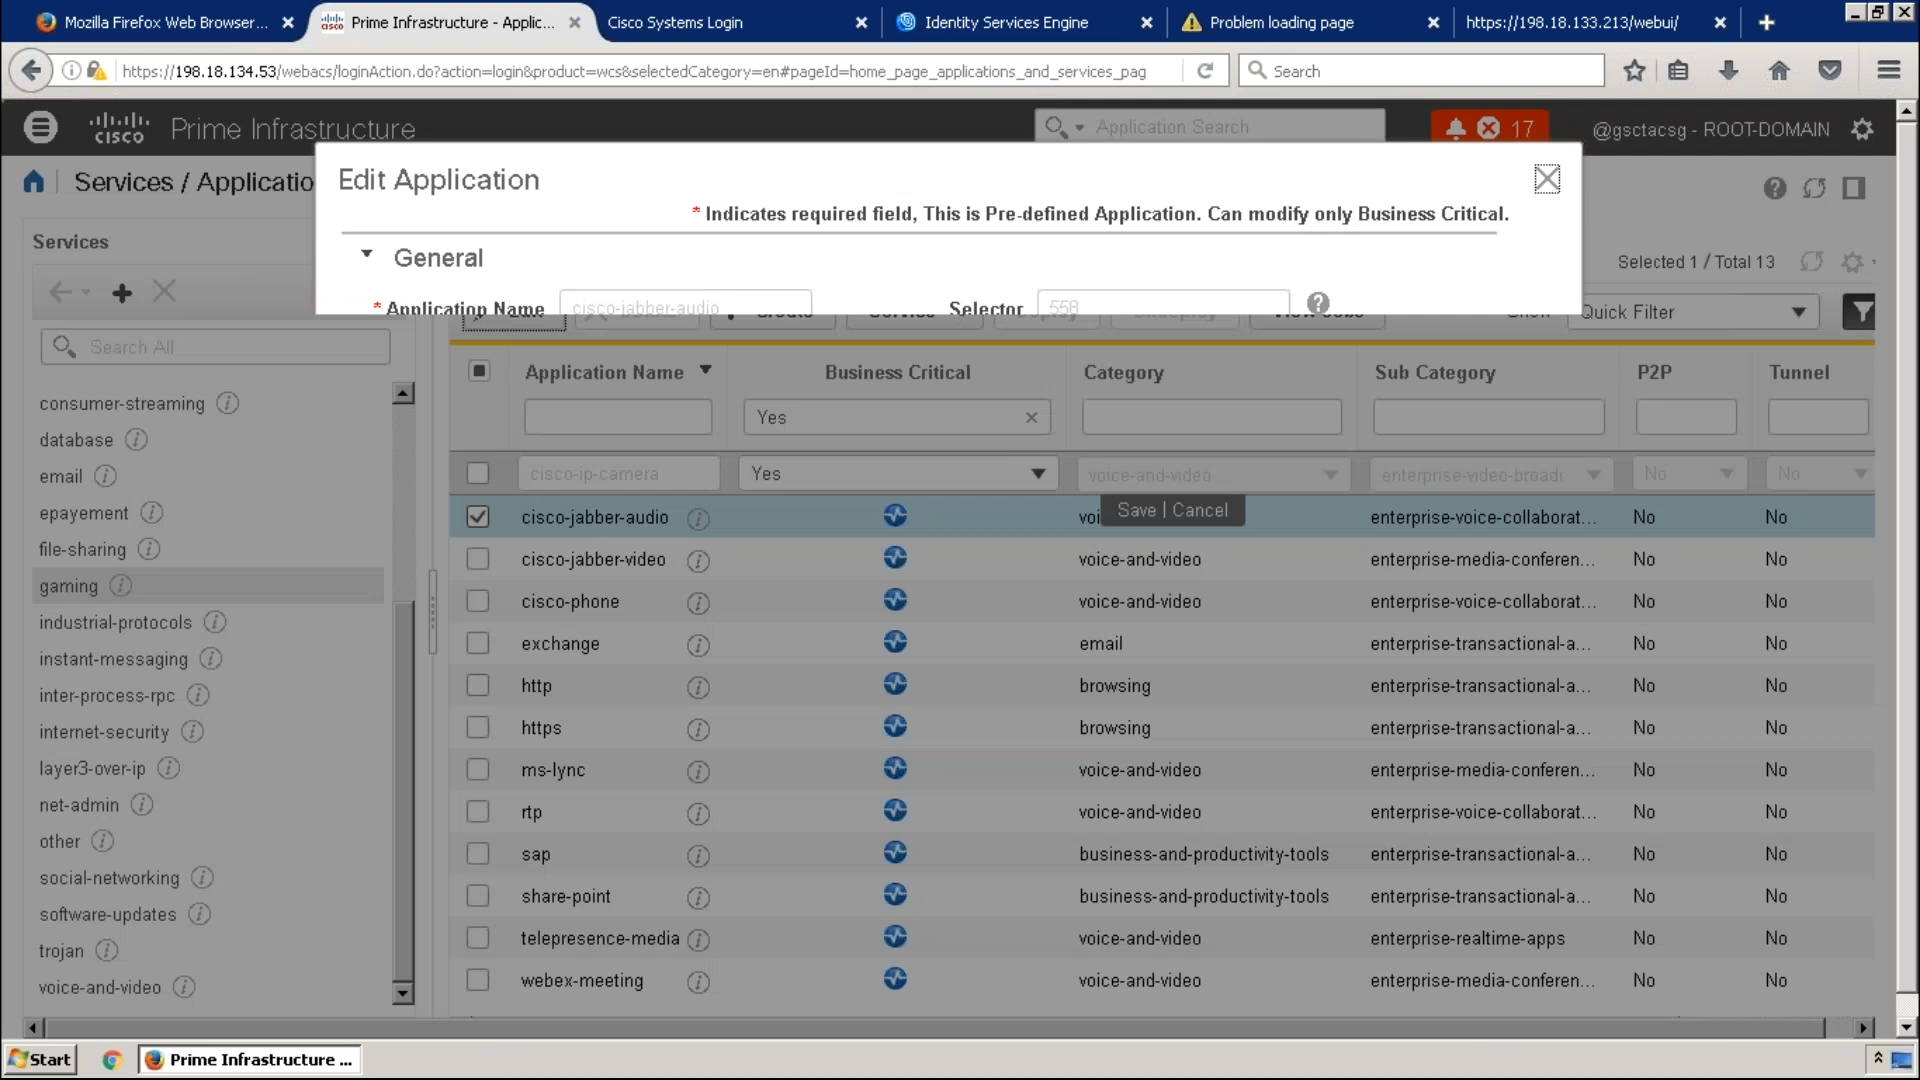 Mozilla Firefox Web Browser...
Prime Infrastructure - Applic...
Cisco Systems Login
Identity Services Engine
Problem loading page
https://198.18.133.213/webui/
https://198.18.134.53/webacs/loginAction.do?action=login&product=wcs&selectedCategory=en#pageId=home_page_applications_and_services_pag
Search
cisco Prime Infrastructure
Application Search
17
@gsctacsg - ROOT-DOMAIN
Services / Applicatio
Edit Application
* Indicates required field, This is Pre-defined Application. Can modify only Business Critical.
General
* Application Name cisco-jabber-audio Selector 558
Services
Selected 1 / Total 13
Quick Filter
Search All
consumer-streaming
database
email
epayement
file-sharing
gaming
industrial-protocols
instant-messaging
inter-process-rpc
internet-security
layer3-over-ip
net-admin
other
social-networking
software-updates
trojan
voice-and-video
Application Name Business Critical Category Sub Category P2P Tunnel
Yes
cisco-ip-camera Yes voice-and-video enterprise-video-broadc No No
Save | Cancel
cisco-jabber-audio voi enterprise-voice-collaborat... No No
cisco-jabber-video voice-and-video enterprise-media-conferen... No No
cisco-phone voice-and-video enterprise-voice-collaborat... No No
exchange email enterprise-transactional-a... No No
http browsing enterprise-transactional-a... No No
https browsing enterprise-transactional-a... No No
ms-lync voice-and-video enterprise-media-conferen... No No
rtp voice-and-video enterprise-voice-collaborat... No No
sap business-and-productivity-tools enterprise-transactional-a... No No
share-point business-and-productivity-tools enterprise-transactional-a... No No
telepresence-media voice-and-video enterprise-realtime-apps No No
webex-meeting voice-and-video enterprise-media-conferen... No No
Start
Prime Infrastructure ...